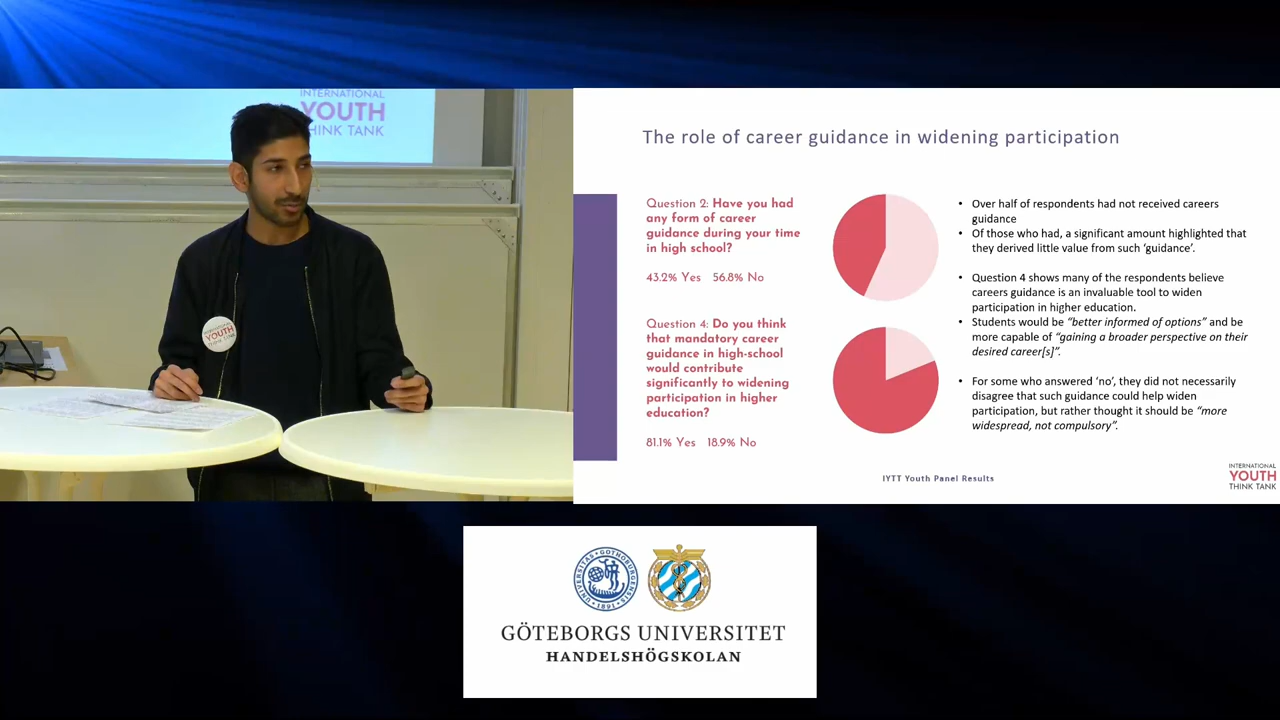 INTERNATIONAL
YOUTH
THINK TANK
INTERNATIONAL
YOUTH
THINK TANK
The role of career guidance in widening participation
Question 2: Have you had
any form of career
guidance during your time
in high school?
43.2% Yes 56.8% No
Question 4: Do you think
that mandatory career
guidance in high-school
would contribute
significantly to widening
participation in higher
education?
81.1% Yes 18.9% No
• Over half of respondents had not received careers
guidance
• Of those who had, a significant amount highlighted that
they derived little value from such ‘guidance’.
• Question 4 shows many of the respondents believe
careers guidance is an invaluable tool to widen
participation in higher education.
• Students would be “better informed of options” and be
more capable of “gaining a broader perspective on their
desired career[s]”.
• For some who answered ‘no’, they did not necessarily
disagree that such guidance could help widen
participation, but rather thought it should be “more
widespread, not compulsory”.
IYTT Youth Panel Results
INTERNATIONAL
YOUTH
THINK TANK
UNIVERSITAS · GOTHOBURGENSIS
· 1891 ·
GÖTEBORGS UNIVERSITET
HANDELSHÖGSKOLAN